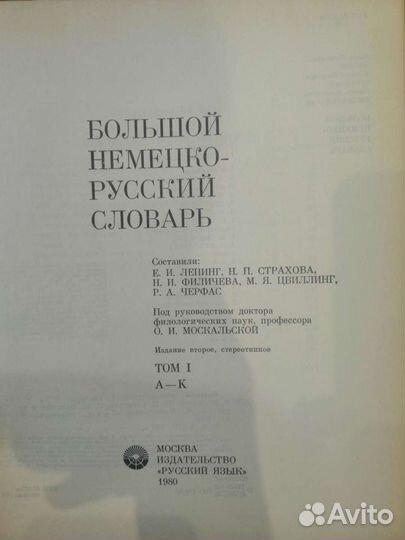 БОЛЬШОЙ
НЕМЕЦКО-
РУССКИЙ
СЛОВАРЬ
Составили:
Е. И. ЛЕПИНГ, Н. П. СТРАХОВА,
Н. И. ФИЛИЧЕВА, М. Я. ЦВИЛЛИНГ,
Р. А. ЧЕРФАС
Под руководством доктора
филологических наук, профессора
О. И. МОСКАЛЬСКОЙ
Издание второе, стереотипное
ТОМ I
А—К
МОСКВА
ИЗДАТЕЛЬСТВО
«РУССКИЙ ЯЗЫК»
1980
Avito